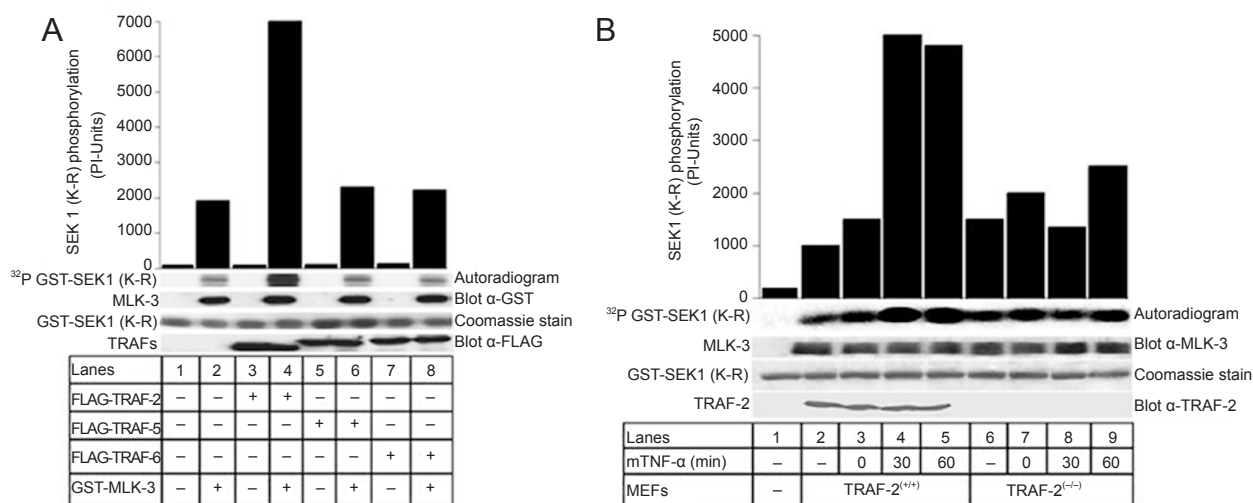 A
SEK 1 (K-R) phosphorylation
(PI-Units)
7000
6000
5000
4000
3000
2000
1000
0
³²P GST-SEK1 (K-R) Autoradiogram
MLK-3 Blot α-GST
GST-SEK1 (K-R) Coomassie stain
TRAFs Blot α-FLAG
Lanes 1 2 3 4 5 6 7 8
FLAG-TRAF-2 – – + + – – – –
FLAG-TRAF-5 – – – – + + – –
FLAG-TRAF-6 – – – – – – + +
GST-MLK-3 – + – + – + – +
B
SEK1 (K-R) phosphorylation
(PI-Units)
5000
4000
3000
2000
1000
0
³²P GST-SEK1 (K-R) Autoradiogram
MLK-3 Blot α-MLK-3
GST-SEK1 (K-R) Coomassie stain
TRAF-2 Blot α-TRAF-2
Lanes 1 2 3 4 5 6 7 8 9
mTNF-α (min) – – 0 30 60 – 0 30 60
MEFs – TRAF-2⁽⁺/⁺⁾ TRAF-2⁽⁻/⁻⁾